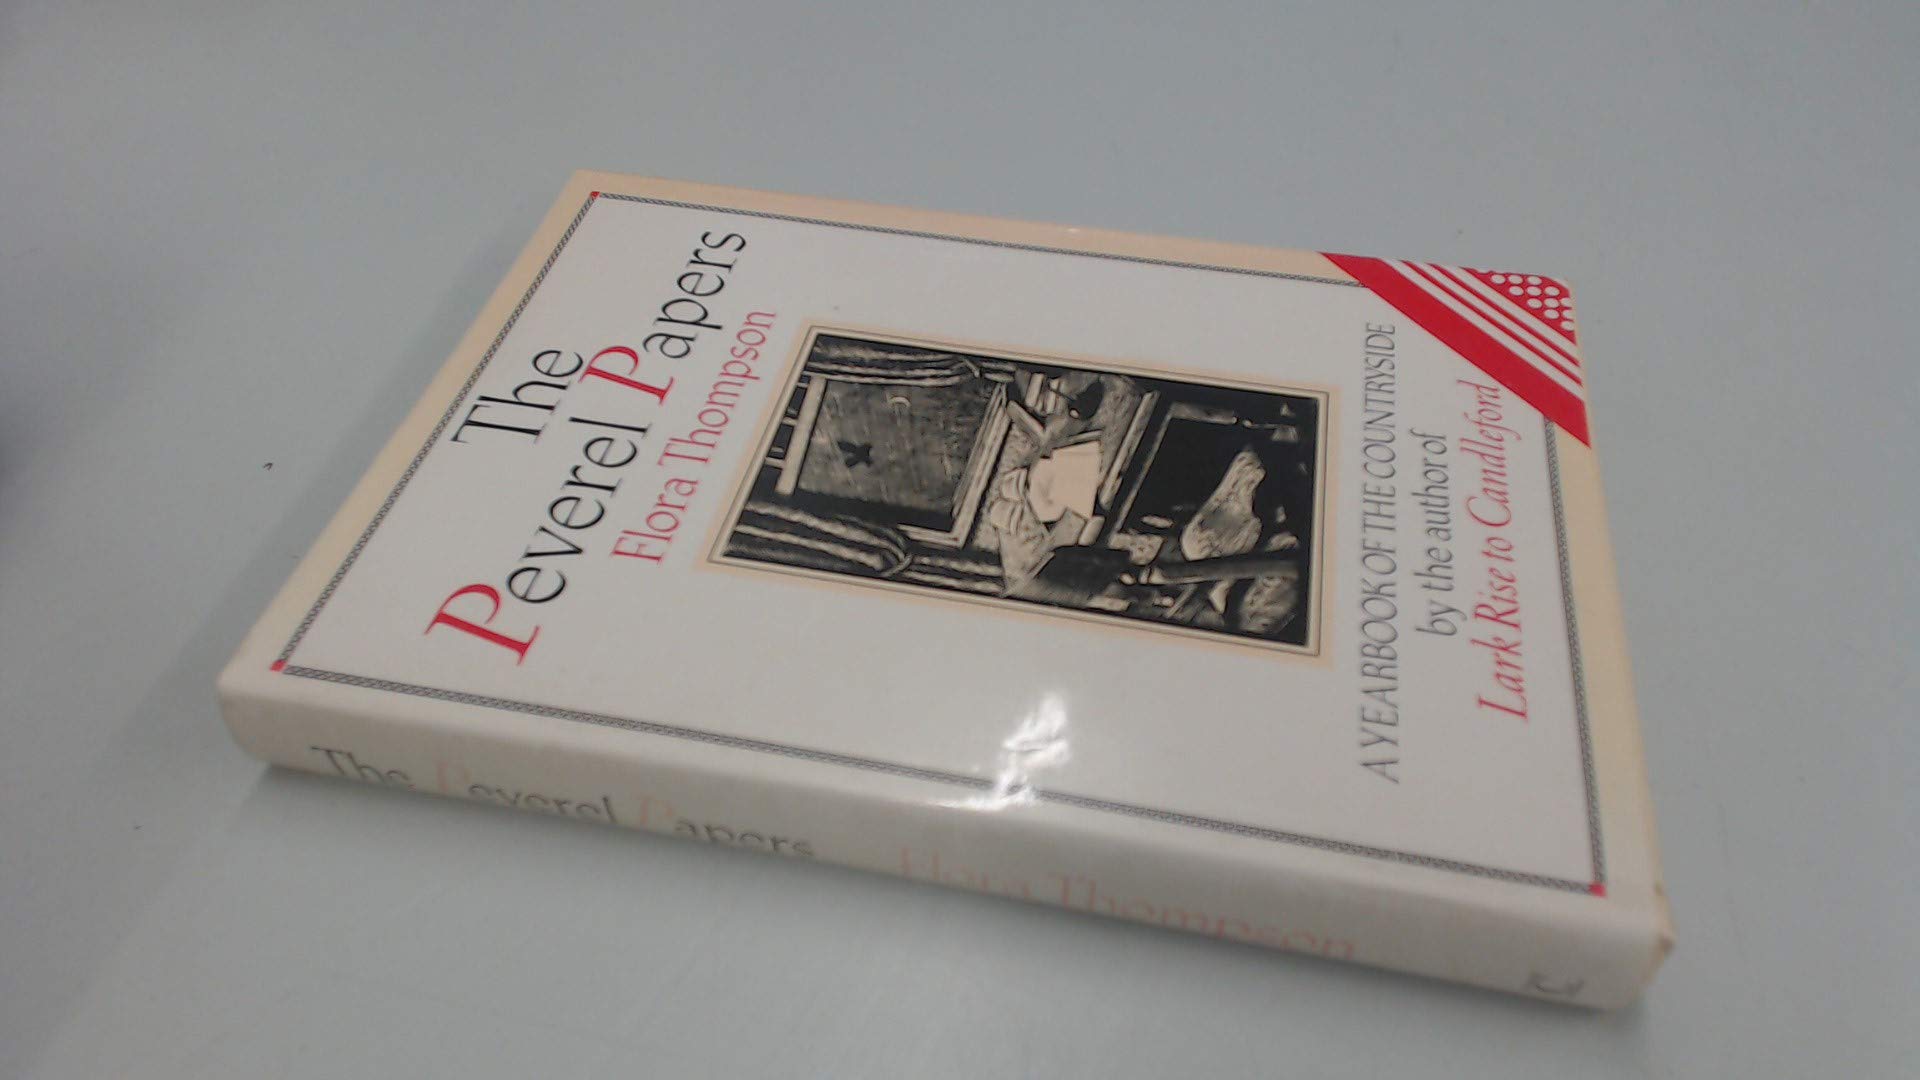 The
Peverel Papers
Flora Thompson
A YEARBOOK OF THE COUNTRYSIDE
by the author of
Lark Rise to Candleford
The Peverel Papers Flora Thompson